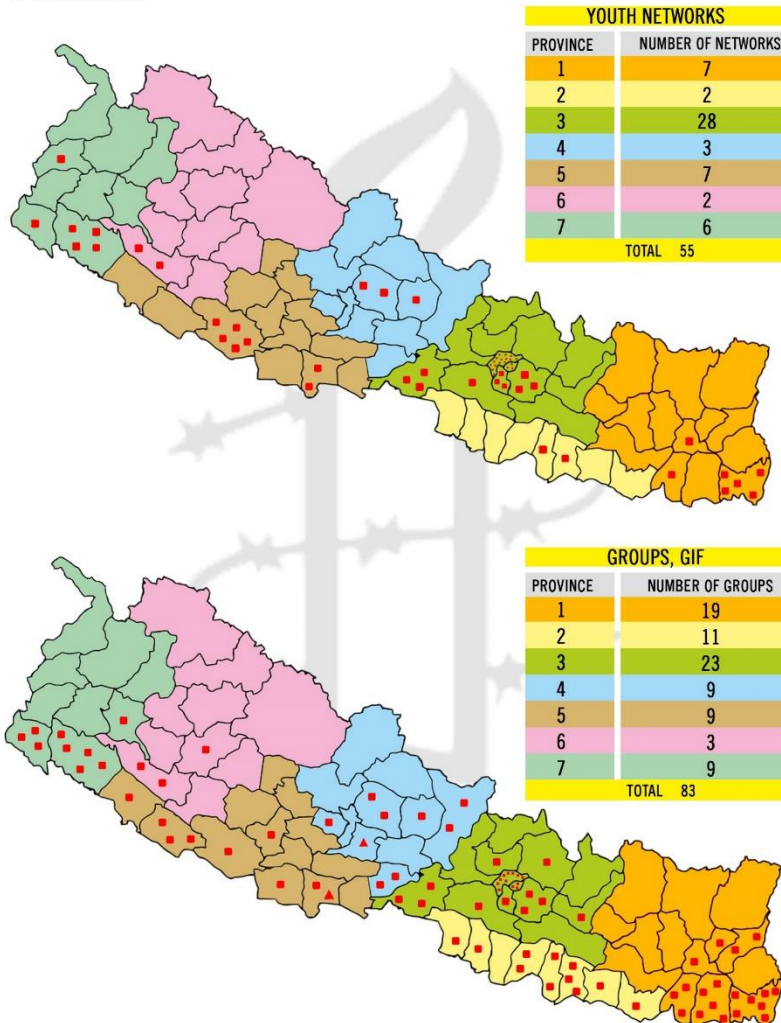 YOUTH NETWORKS
PROVINCE NUMBER OF NETWORKS
1 7
2 2
3 28
4 3
5 7
6 2
7 6
TOTAL 55
GROUPS, GIF
PROVINCE NUMBER OF GROUPS
1 19
2 11
3 23
4 9
5 9
6 3
7 9
TOTAL 83